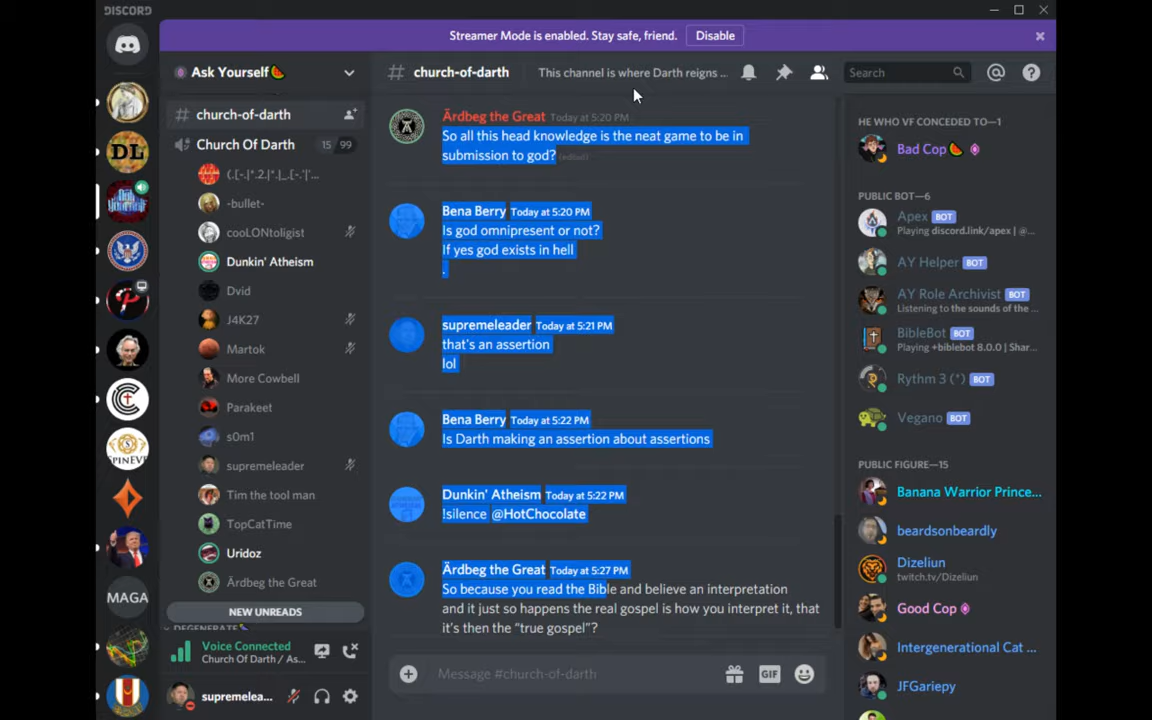 DISCORD
Streamer Mode is enabled. Stay safe, friend.
Disable
Ask Yourself🍉
church-of-darth
This channel is where Darth reigns ...
Search
church-of-darth
Church Of Darth
15 99
-bullet-
cooLONtoligist
Dunkin' Atheism
Dvid
J4K27
Martok
More Cowbell
Parakeet
s0m1
supremeleader
Tim the tool man
TopCatTime
Uridoz
Ärdbeg the Great
NEW UNREADS
Voice Connected
Church Of Darth / As...
supremelea...
DL
SPINEVE
MAGA
Ärdbeg the Great Today at 5:20 PM
So all this head knowledge is the neat game to be in
submission to god? (edited)
Bena Berry Today at 5:20 PM
Is god omnipresent or not?
If yes god exists in hell
.
supremeleader Today at 5:21 PM
that's an assertion
lol
Bena Berry Today at 5:22 PM
Is Darth making an assertion about assertions
Dunkin' Atheism Today at 5:22 PM
!silence @HotChocolate
Ärdbeg the Great Today at 5:27 PM
So because you read the Bible and believe an interpretation
and it just so happens the real gospel is how you interpret it, that
it's then the “true gospel”?
Message #church-of-darth
GIF
HE WHO VF CONCEDED TO—1
Bad Cop🍉
PUBLIC BOT—6
Apex BOT
Playing discord.link/apex | @...
AY Helper BOT
AY Role Archivist BOT
Listening to the sounds of the ...
BibleBot BOT
Playing +biblebot 8.0.0 | Shar...
Rythm 3 (*) BOT
Vegano BOT
PUBLIC FIGURE—15
Banana Warrior Prince...
beardsonbeardly
Dizeliun
twitch.tv/Dizeliun
Good Cop
Intergenerational Cat ...
JFGariepy